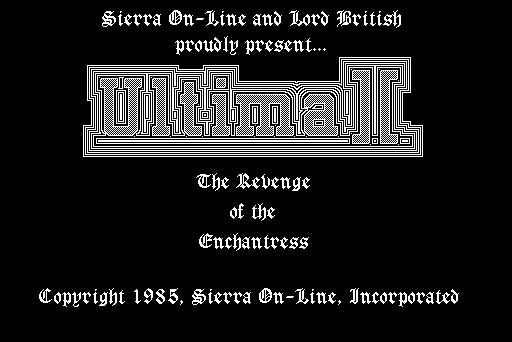 Sierra On-Line and Lord British
proudly present...
Ultima II
The Revenge
of the
Enchantress
Copyright 1985, Sierra On-Line, Incorporated